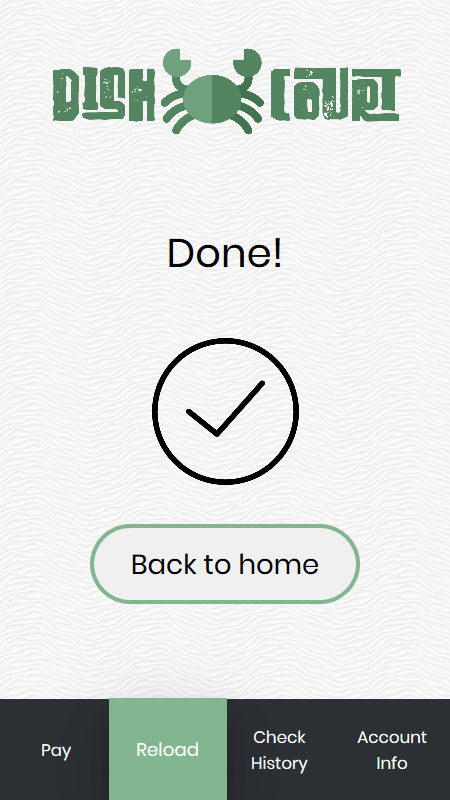 DISH COURT
Done!
Back to home
Pay
Reload
Check
History
Account
Info